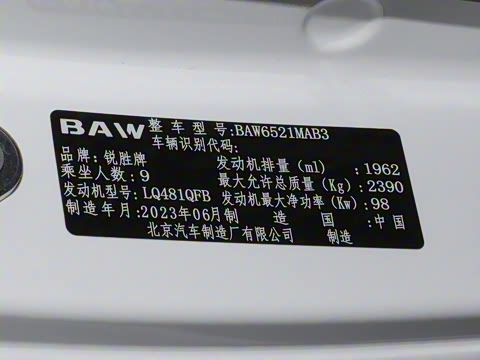 BAW 整车型号:BAW6521MAB3
车辆识别代码:
品牌:锐胜牌 发动机排量(ml) :1962
乘坐人数:9 最大允许总质量(Kg):2390
发动机型号:LQ481QFB 发动机最大净功率(Kw):98
制造年月:2023年06月 制造国:中国
北京汽车制造厂有限公司 制造